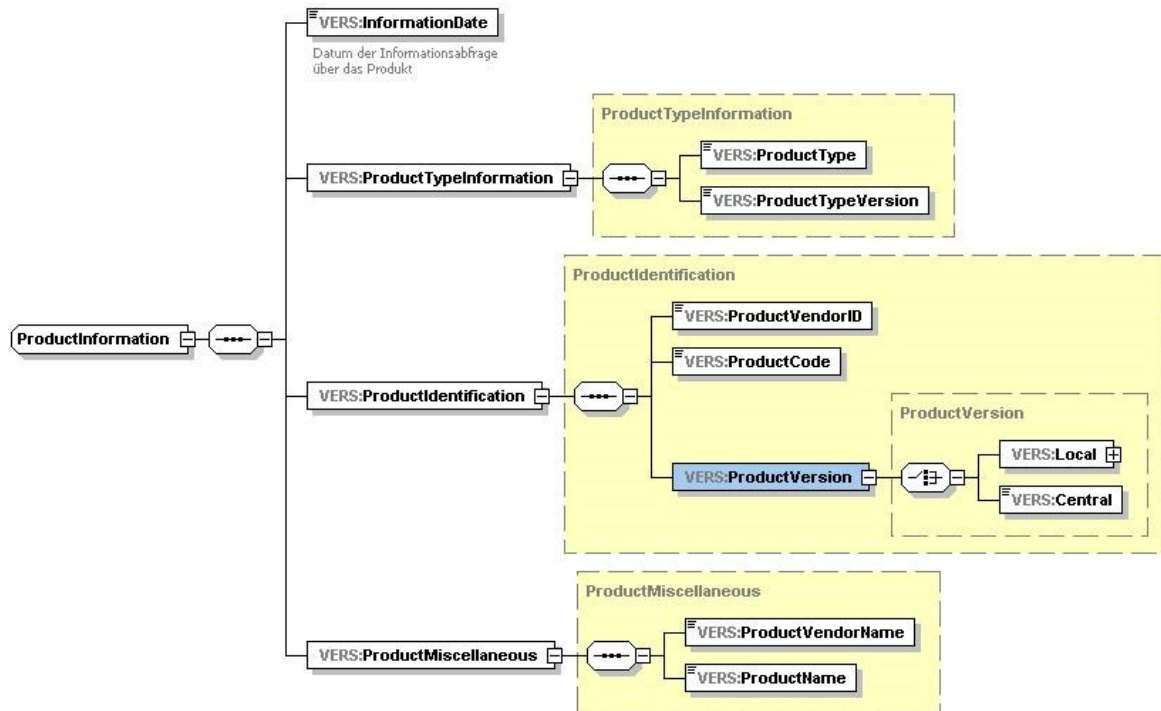 VERS:InformationDate
Datum der Informationsabfrage
über das Produkt
ProductTypeInformation
VERS:ProductType
VERS:ProductTypeInformation
VERS:ProductTypeVersion
ProductIdentification
VERS:ProductVendorID
ProductInformation
VERS:ProductCode
VERS:ProductIdentification
ProductVersion
VERS:Local
VERS:ProductVersion
VERS:Central
ProductMiscellaneous
VERS:ProductVendorName
VERS:ProductMiscellaneous
VERS:ProductName